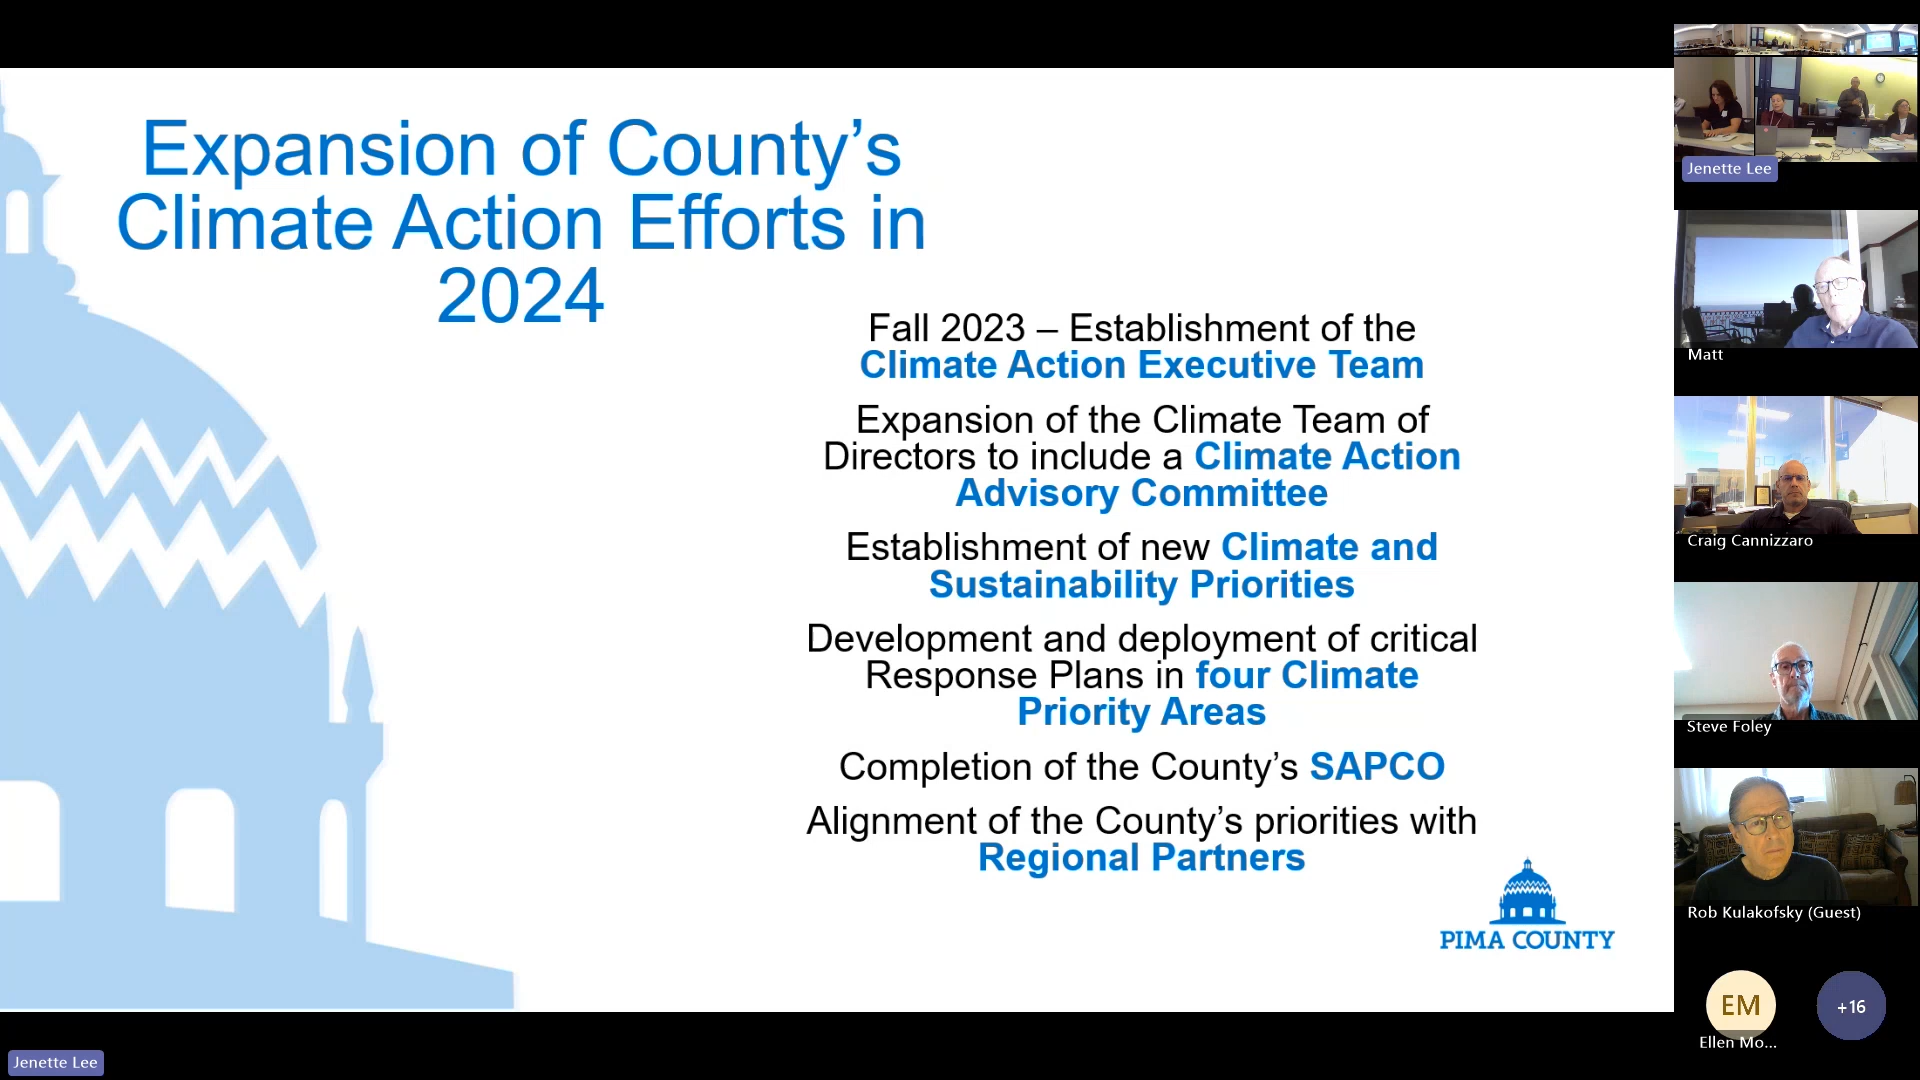 Expansion of County’s
Climate Action Efforts in
2024
Fall 2023 – Establishment of the
Climate Action Executive Team
Expansion of the Climate Team of
Directors to include a Climate Action
Advisory Committee
Establishment of new Climate and
Sustainability Priorities
Development and deployment of critical
Response Plans in four Climate
Priority Areas
Completion of the County’s SAPCO
Alignment of the County’s priorities with
Regional Partners
PIMA COUNTY
Jenette Lee
Matt
Craig Cannizzaro
Steve Foley
Rob Kulakofsky (Guest)
EM
Ellen Mo...
+16
Jenette Lee